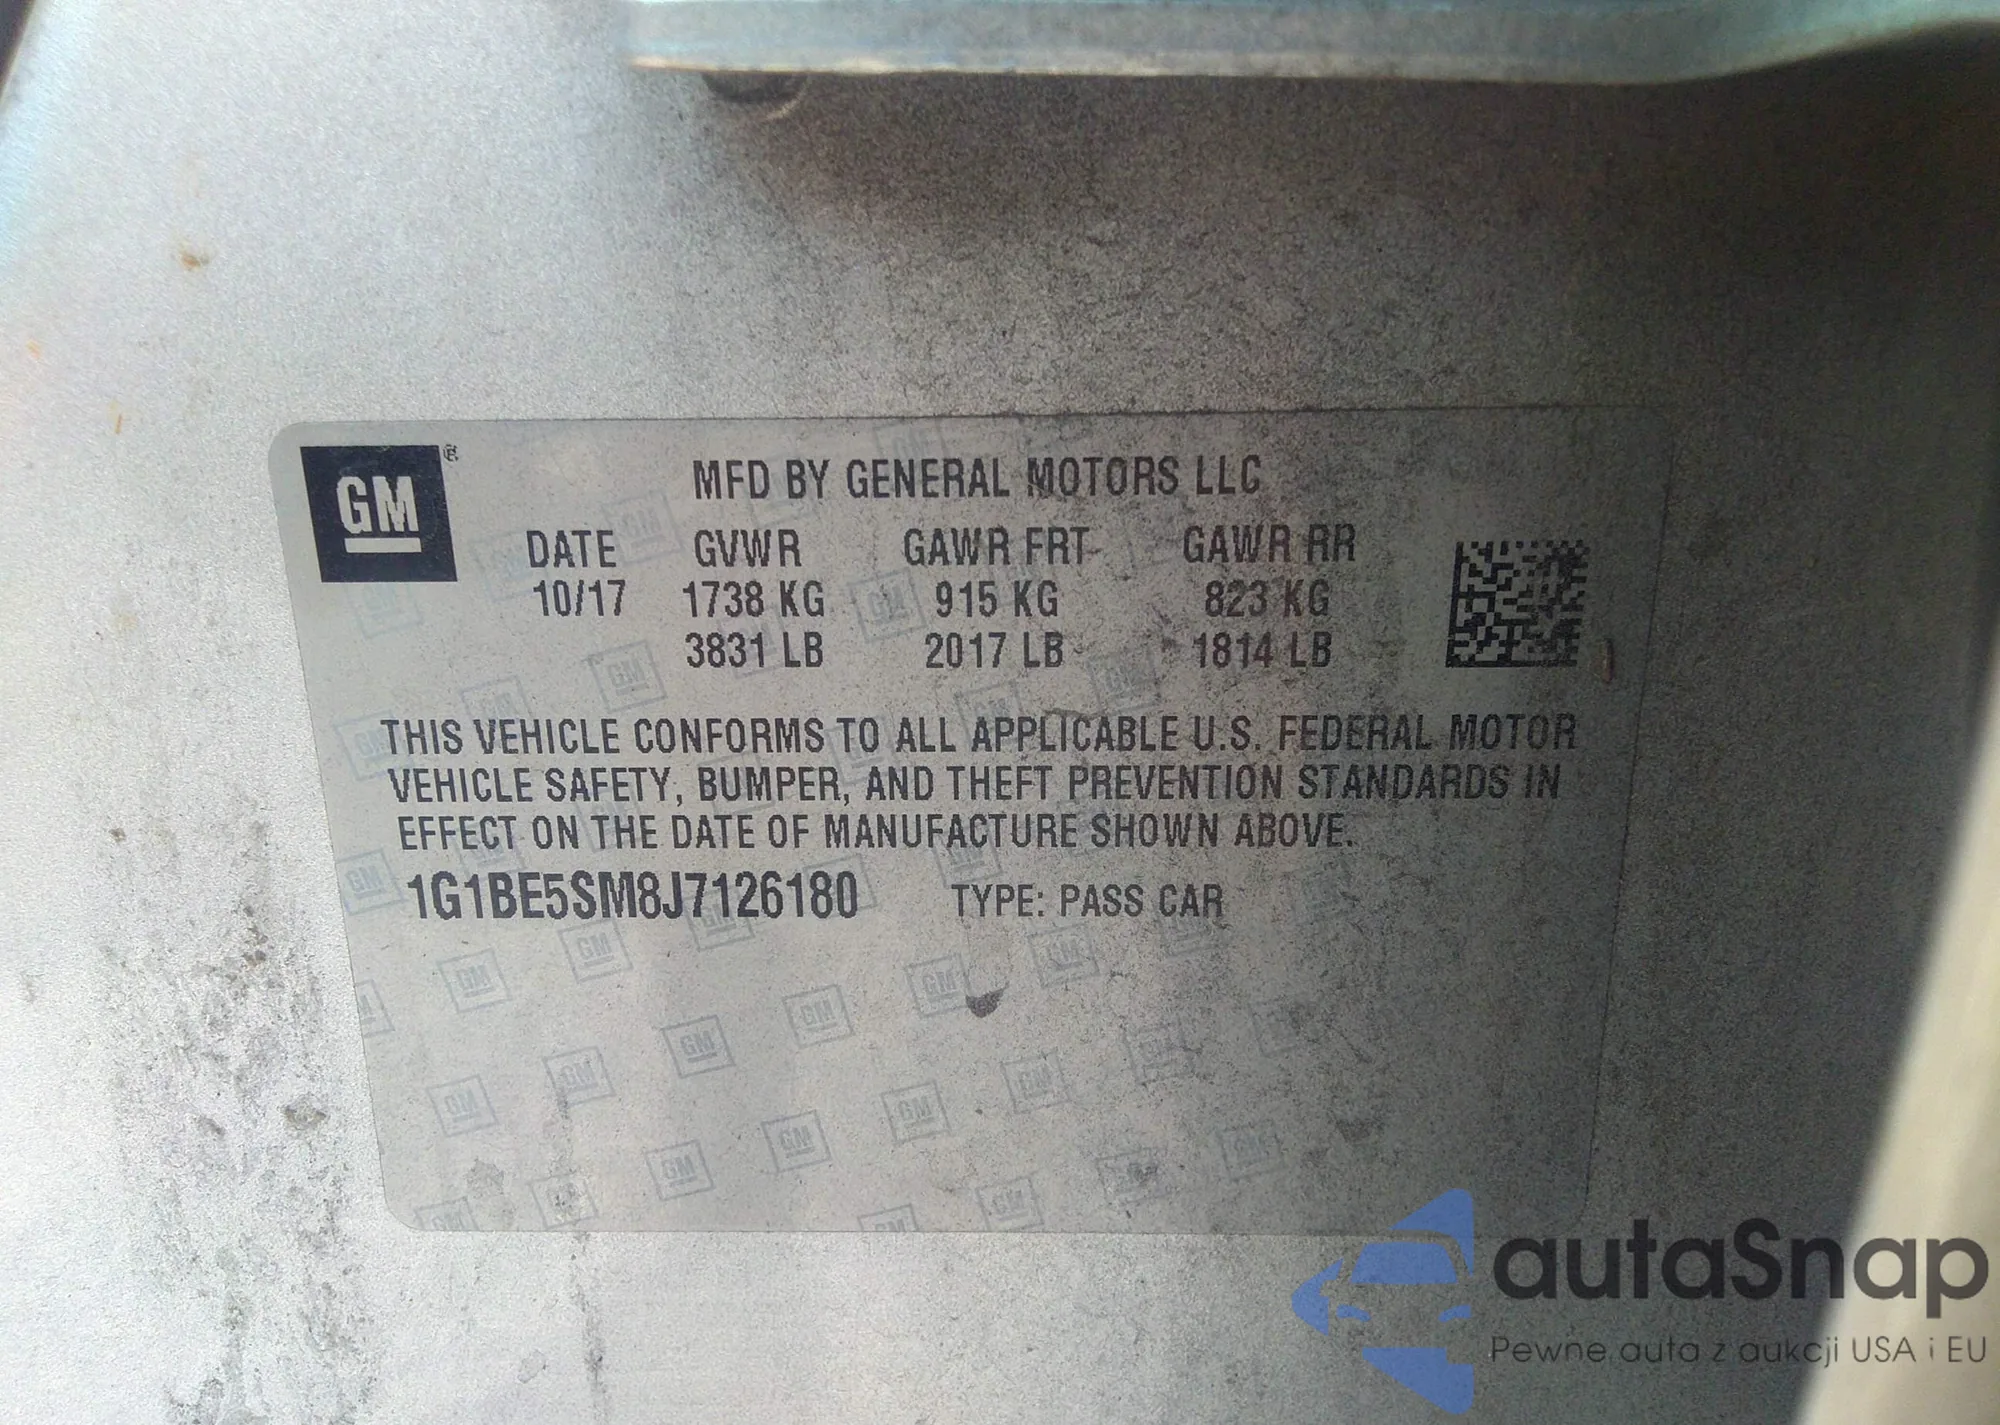 GM®
MFD BY GENERAL MOTORS LLC
DATE GVWR GAWR FRT GAWR RR
10/17 1738 KG 915 KG 823 KG
3831 LB 2017 LB 1814 LB
THIS VEHICLE CONFORMS TO ALL APPLICABLE U.S. FEDERAL MOTOR
VEHICLE SAFETY, BUMPER, AND THEFT PREVENTION STANDARDS IN
EFFECT ON THE DATE OF MANUFACTURE SHOWN ABOVE.
1G1BE5SM8J7126180 TYPE: PASS CAR
autaSnap
Pewne auta z aukcji USA i EU